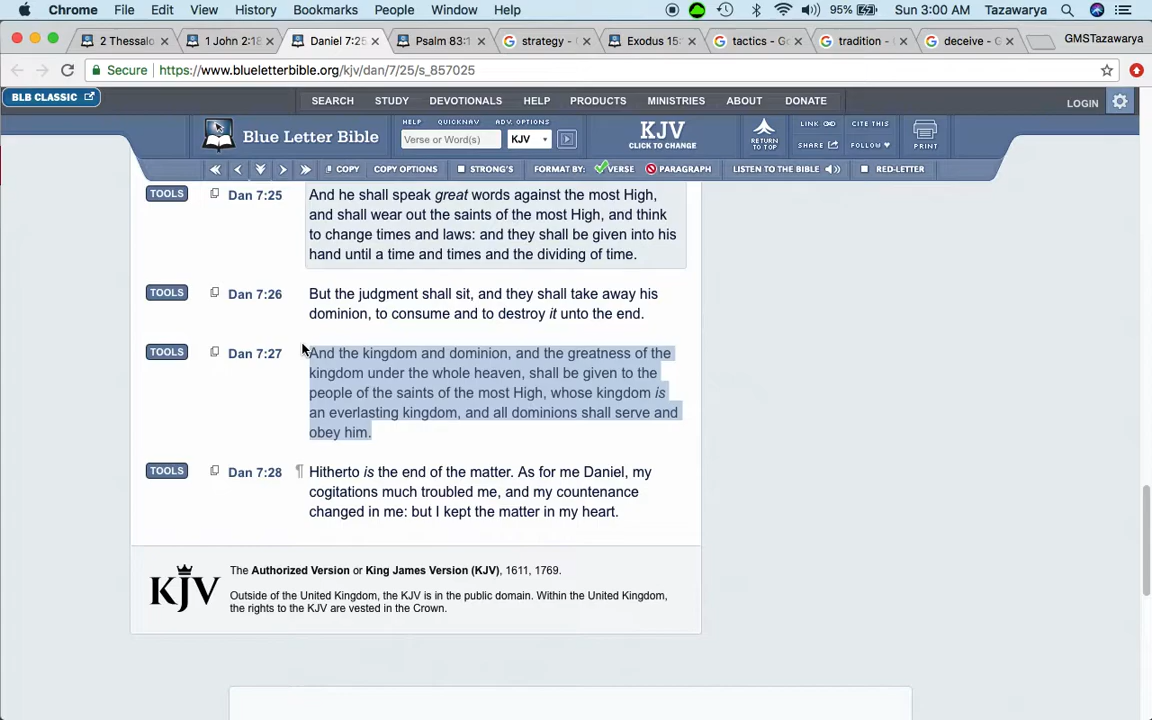 Chrome File Edit View History Bookmarks People Window Help 95% Sun 3:00 AM Tazawarya
2 Thessalo 1 John 2:18 Daniel 7:25 Psalm 83:1 strategy - Exodus 15: tactics - Go tradition - deceive - G GMSTazawarya
Secure https://www.blueletterbible.org/kjv/dan/7/25/s_857025
BLB CLASSIC
SEARCH STUDY DEVOTIONALS HELP PRODUCTS MINISTRIES ABOUT DONATE LOGIN
HELP QUICKNAV ADV. OPTIONS
Blue Letter Bible Verse or Word(s) KJV
KJV
CLICK TO CHANGE
RETURN TO TOP
LINK CITE THIS
SHARE FOLLOW
PRINT
COPY COPY OPTIONS STRONG'S FORMAT BY: VERSE PARAGRAPH LISTEN TO THE BIBLE RED-LETTER
TOOLS Dan 7:25 And he shall speak great words against the most High,
and shall wear out the saints of the most High, and think
to change times and laws: and they shall be given into his
hand until a time and times and the dividing of time.
TOOLS Dan 7:26 But the judgment shall sit, and they shall take away his
dominion, to consume and to destroy it unto the end.
TOOLS Dan 7:27 And the kingdom and dominion, and the greatness of the
kingdom under the whole heaven, shall be given to the
people of the saints of the most High, whose kingdom is
an everlasting kingdom, and all dominions shall serve and
obey him.
TOOLS Dan 7:28 ¶ Hitherto is the end of the matter. As for me Daniel, my
cogitations much troubled me, and my countenance
changed in me: but I kept the matter in my heart.
KJV
The Authorized Version or King James Version (KJV), 1611, 1769.
Outside of the United Kingdom, the KJV is in the public domain. Within the United Kingdom,
the rights to the KJV are vested in the Crown.